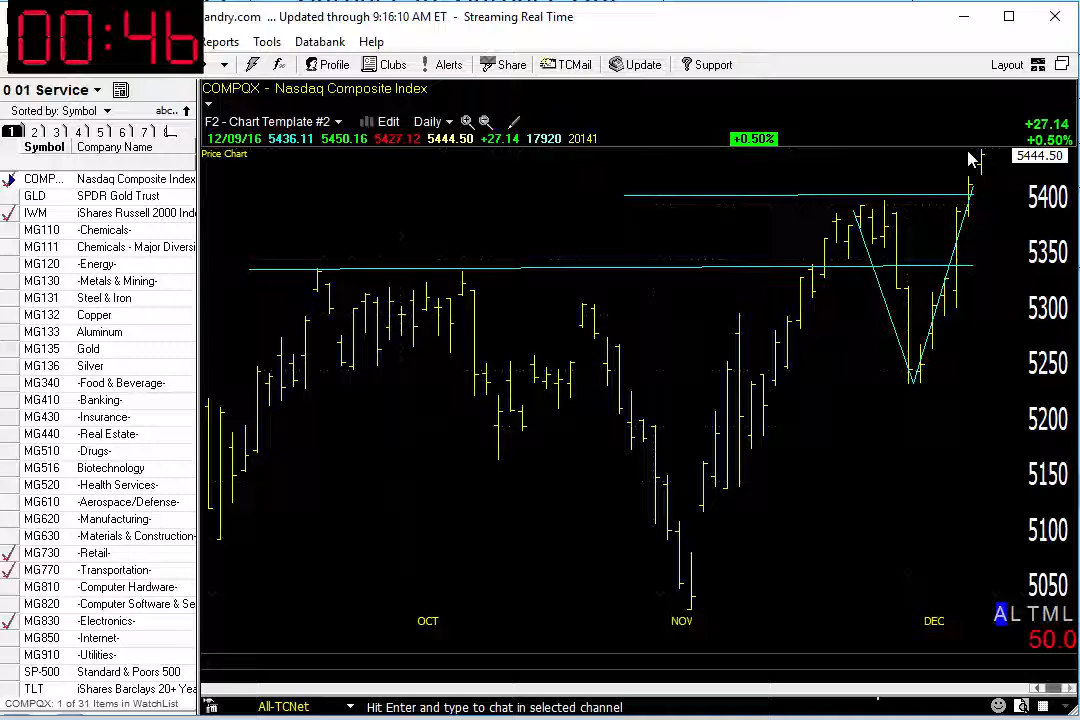 00:46
andry.com ... Updated through 9:16:10 AM ET - Streaming Real Time
eports Tools Databank Help
Profile Clubs Alerts Share TCMail Update Support Layout
0 01 Service
Sorted by: Symbol abc..
1 2 3 4 5 6 7
Symbol Company Name
COMP... Nasdaq Composite Index
GLD SPDR Gold Trust
IWM iShares Russell 2000 Ind
MG110 -Chemicals-
MG111 Chemicals - Major Diversi
MG120 -Energy-
MG130 -Metals & Mining-
MG131 Steel & Iron
MG132 Copper
MG133 Aluminum
MG135 Gold
MG136 Silver
MG340 -Food & Beverage-
MG410 -Banking-
MG430 -Insurance-
MG440 -Real Estate-
MG510 -Drugs-
MG516 Biotechnology
MG520 -Health Services-
MG610 -Aerospace/Defense-
MG620 -Manufacturing-
MG630 -Materials & Construction-
MG730 -Retail-
MG770 -Transportation-
MG810 -Computer Hardware-
MG820 -Computer Software & Se
MG830 -Electronics-
MG850 -Internet-
MG910 -Utilities-
SP-500 Standard & Poors 500
TLT iShares Barclays 20+ Yea
COMPQX: 1 of 31 Items in WatchList
COMPQX - Nasdaq Composite Index
F2 - Chart Template #2 Edit Daily
12/09/16 5436.11 5450.16 5427.12 5444.50 +27.14 17920 20141 +0.50%
+27.14
+0.50%
Price Chart
5444.50
5400
5350
5300
5250
5200
5150
5100
5050
OCT NOV DEC
A L T M L
50.0
All-TCNet Hit Enter and type to chat in selected channel